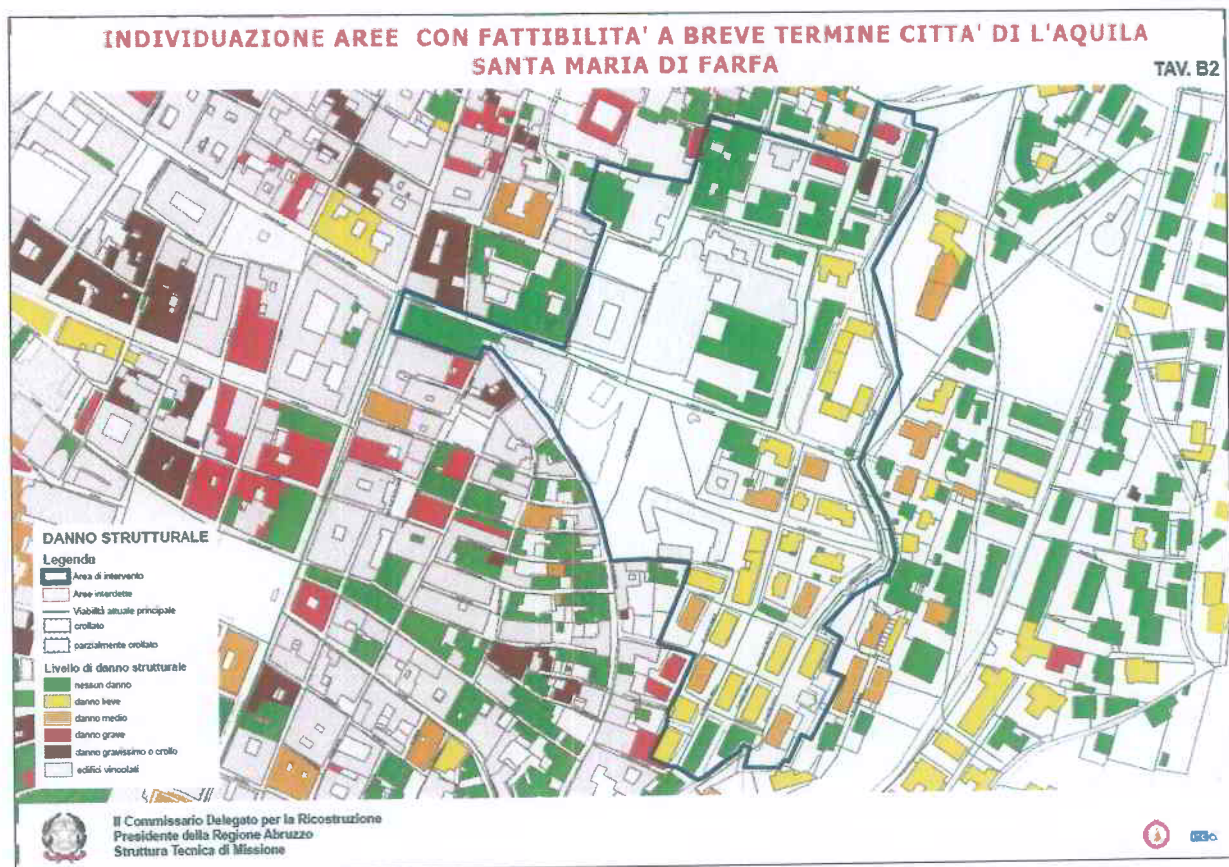 INDIVIDUAZIONE AREE CON FATTIBILITA' A BREVE TERMINE CITTA' DI L'AQUILA
SANTA MARIA DI FARFA
TAV. B2
DANNO STRUTTURALE
Legenda
Area di intervento
Aree interdette
Viabilità attuale principale
crollato
parzialmente crollato
Livello di danno strutturale
nessun danno
danno lieve
danno medio
danno grave
danno gravissimo o crollo
edifici vincolati
Il Commissario Delegato per la Ricostruzione
Presidente della Regione Abruzzo
Struttura Tecnica di Missione